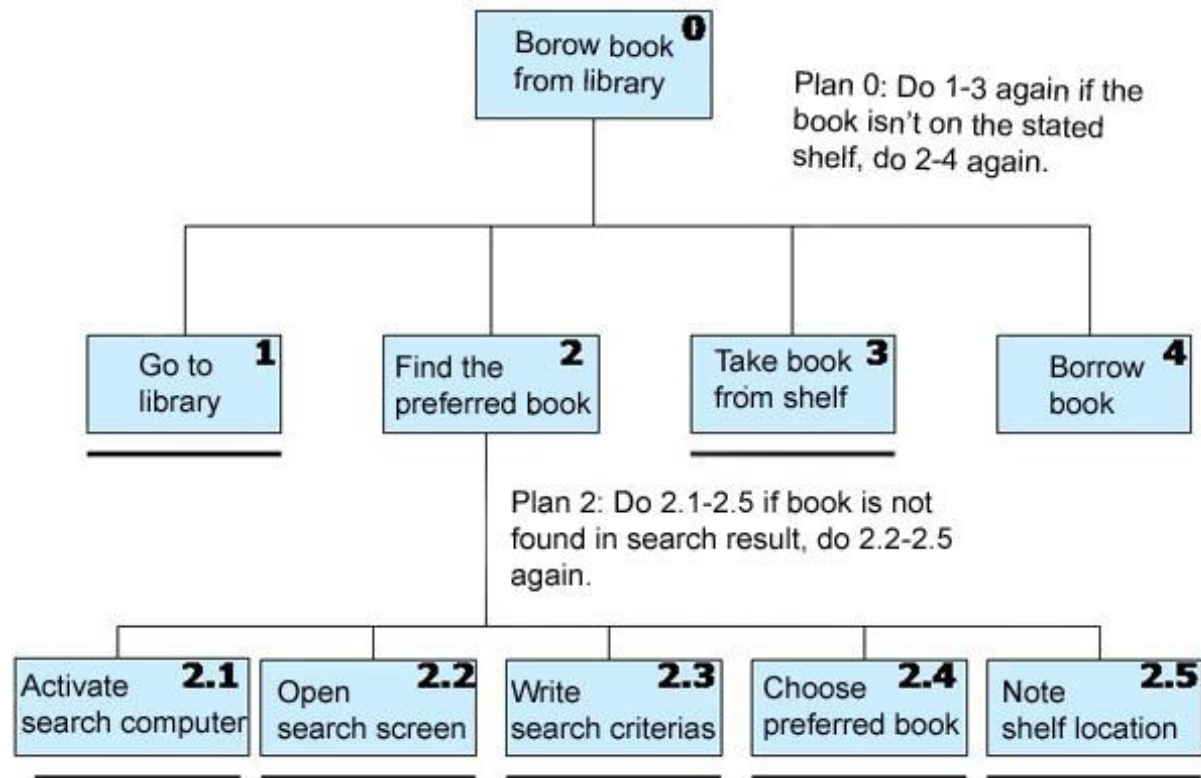 0
Borow book
from library
Plan 0: Do 1-3 again if the
book isn't on the stated
shelf, do 2-4 again.
1
Go to
library
2
Find the
preferred book
3
Take book
from shelf
4
Borrow
book
Plan 2: Do 2.1-2.5 if book is not
found in search result, do 2.2-2.5
again.
2.1
Activate
search computer
2.2
Open
search screen
2.3
Write
search criterias
2.4
Choose
preferred book
2.5
Note
shelf location